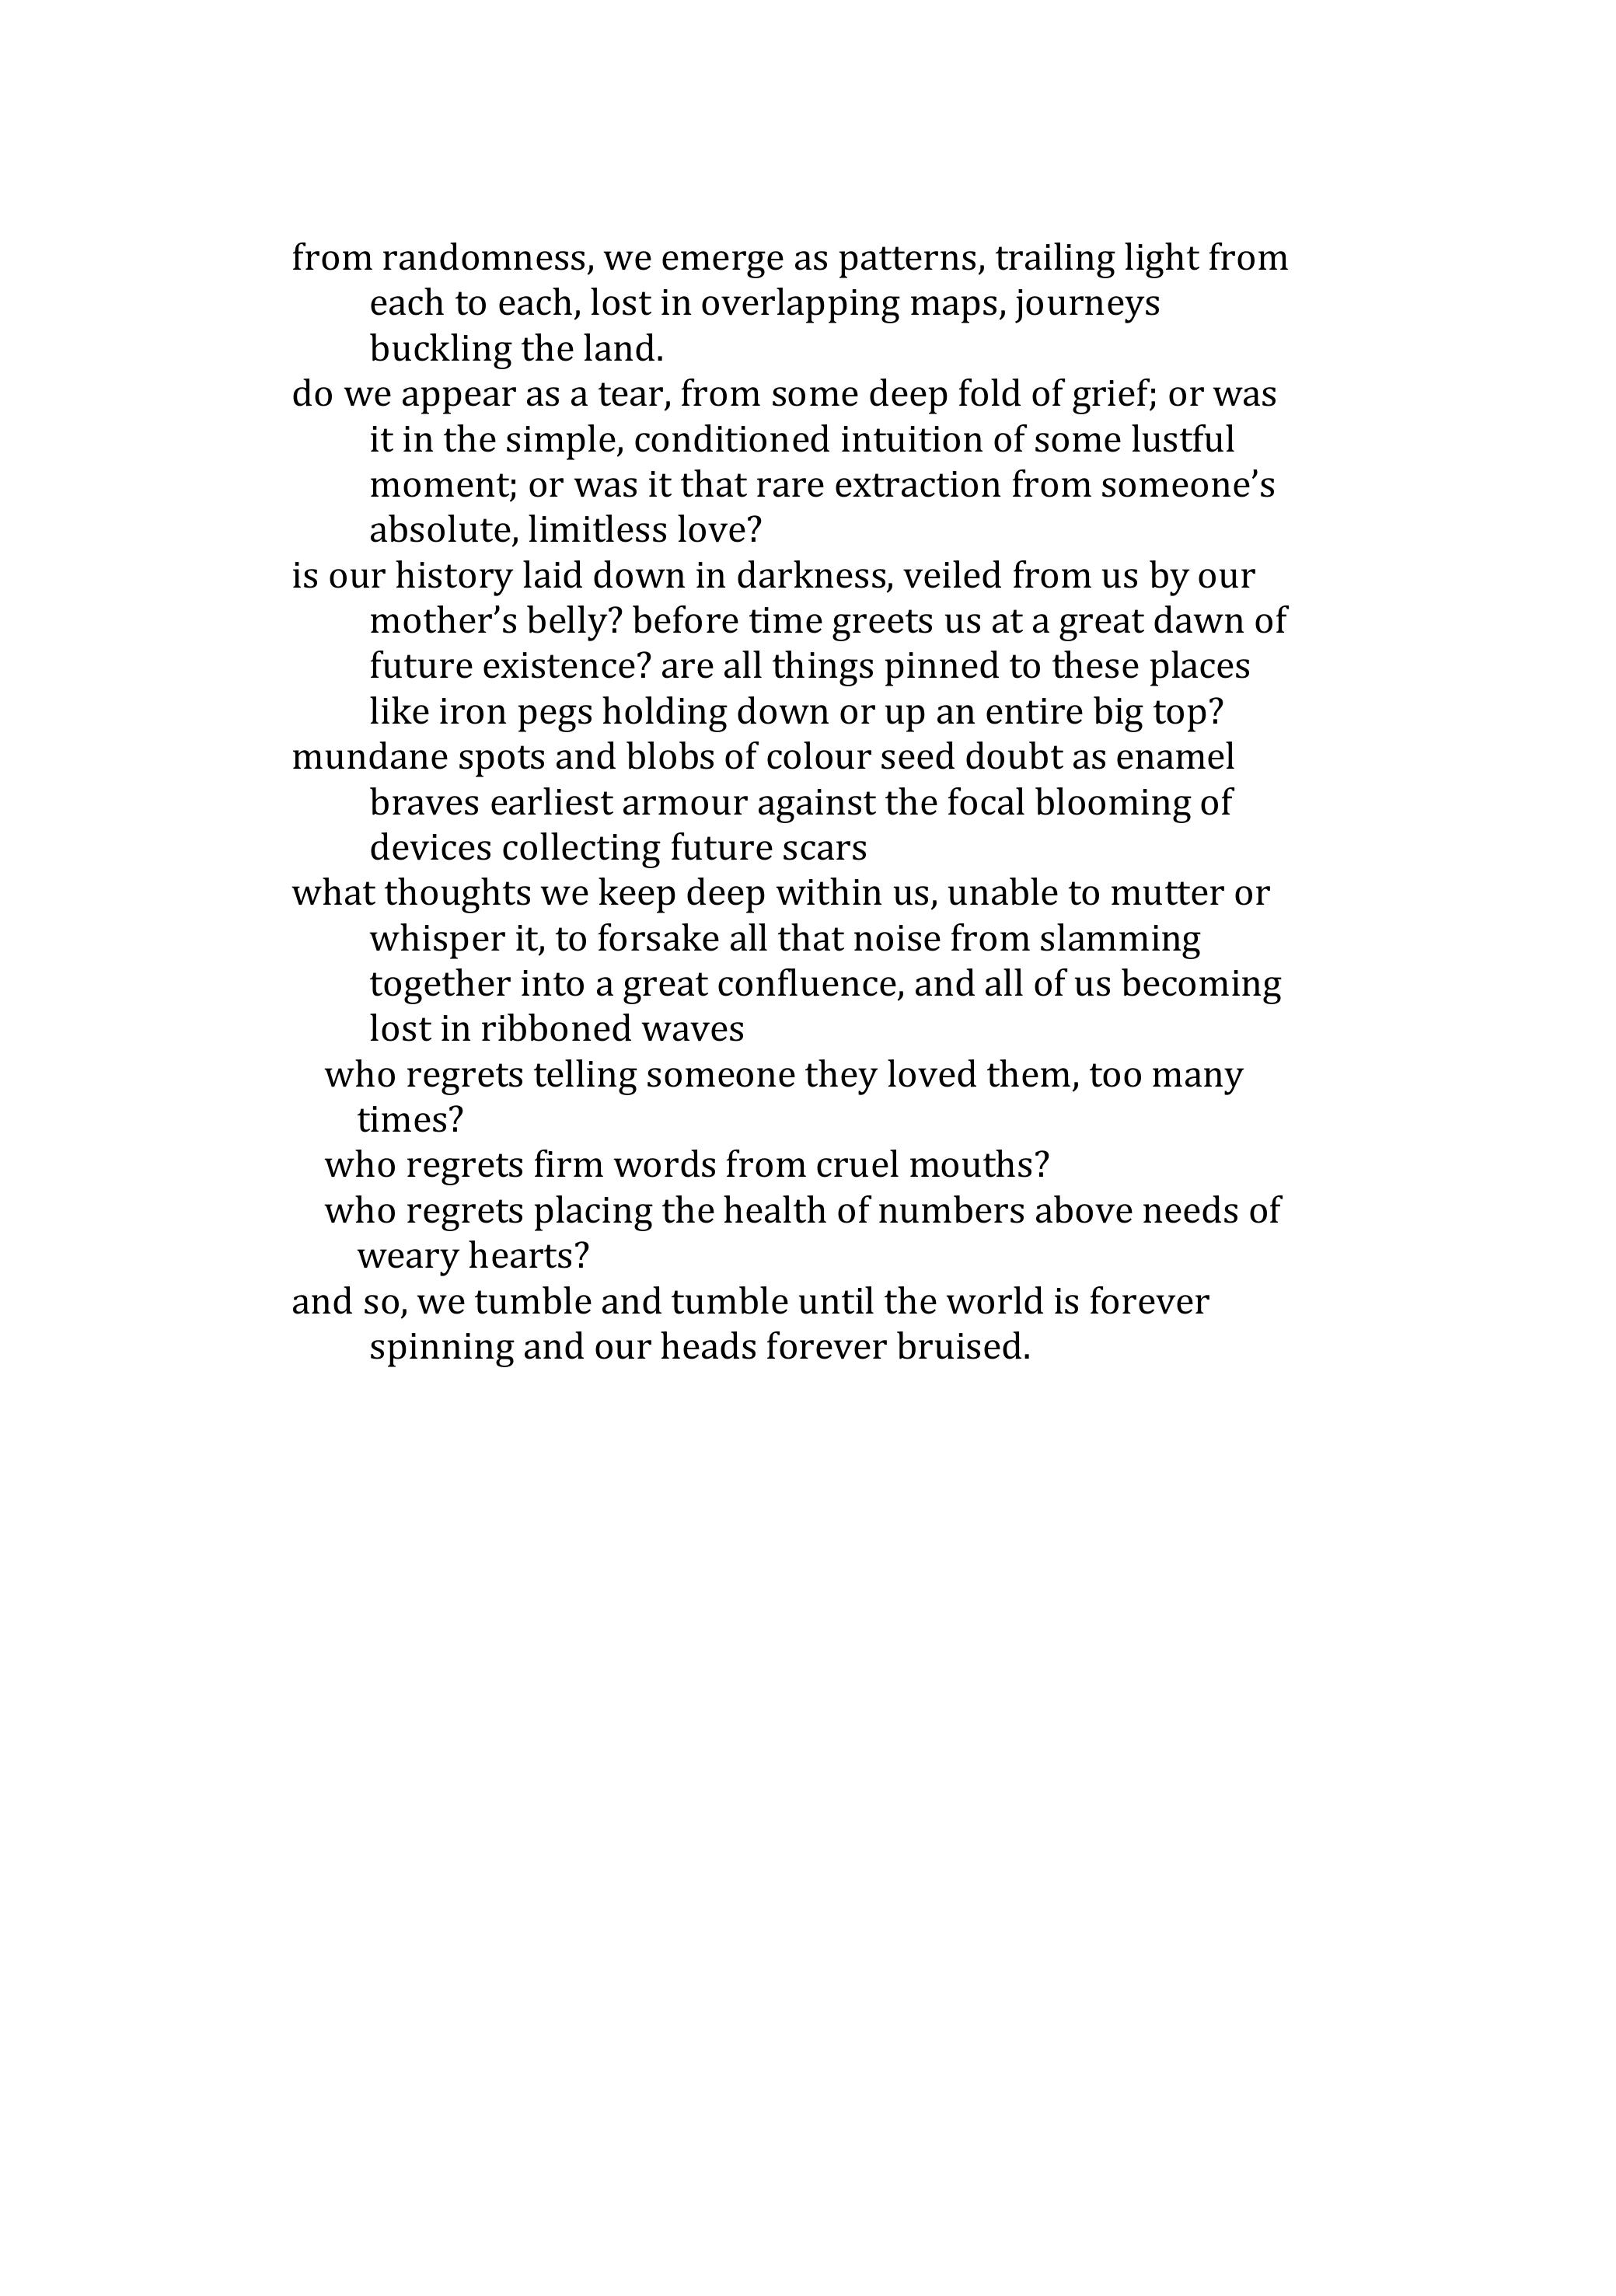 from randomness, we emerge as patterns, trailing light from
each to each, lost in overlapping maps, journeys
buckling the land.
do we appear as a tear, from some deep fold of grief; or was
it in the simple, conditioned intuition of some lustful
moment; or was it that rare extraction from someone’s
absolute, limitless love?
is our history laid down in darkness, veiled from us by our
mother’s belly? before time greets us at a great dawn of
future existence? are all things pinned to these places
like iron pegs holding down or up an entire big top?
mundane spots and blobs of colour seed doubt as enamel
braves earliest armour against the focal blooming of
devices collecting future scars
what thoughts we keep deep within us, unable to mutter or
whisper it, to forsake all that noise from slamming
together into a great confluence, and all of us becoming
lost in ribboned waves
who regrets telling someone they loved them, too many
times?
who regrets firm words from cruel mouths?
who regrets placing the health of numbers above needs of
weary hearts?
and so, we tumble and tumble until the world is forever
spinning and our heads forever bruised.